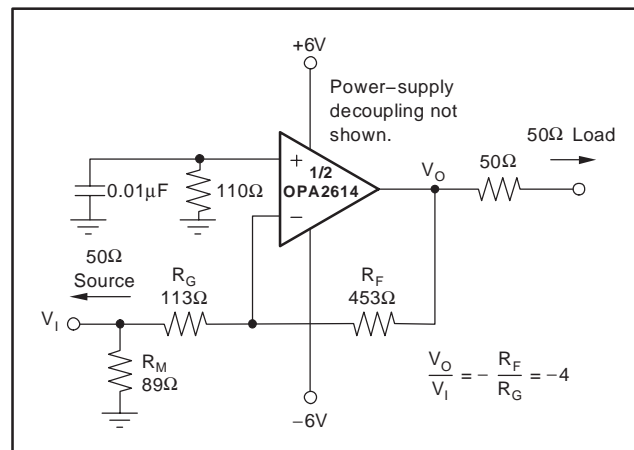 +6V
Power−supply
decoupling not
shown.
50Ω Load
+
1/2
OPA2614
−
V_O
50Ω
0.01μF
110Ω
50Ω
Source
R_G
113Ω
R_F
453Ω
V_I
R_M
89Ω
V_O / V_I = − R_F / R_G = −4
−6V